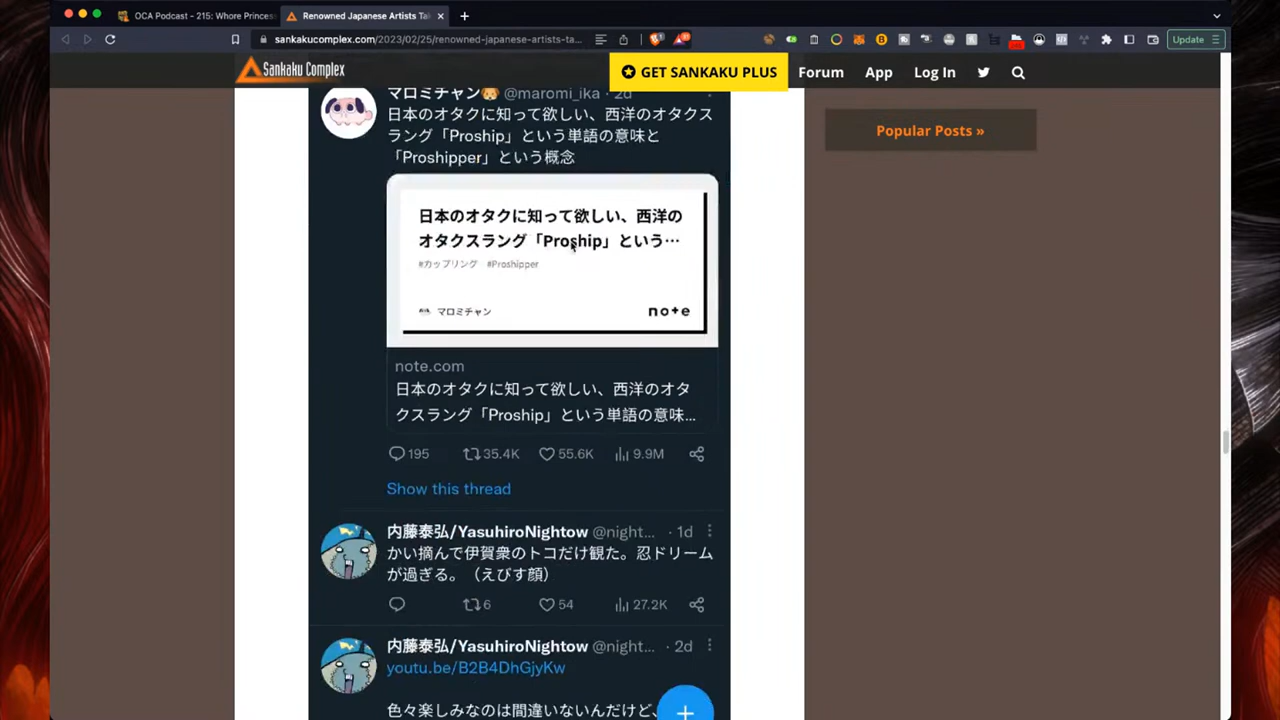 OCA Podcast - 215: Whore Princes
Renowned Japanese Artists Tal
sankakucomplex.com/2023/02/25/renowned-japanese-artists-ta...
Update
Sankaku Complex
GET SANKAKU PLUS
Forum
App
Log In
マロミチャン @maromi_ika · 2d
日本のオタクに知って欲しい、西洋のオタクス
ラング「Proship」という単語の意味と
「Proshipper」という概念
日本のオタクに知って欲しい、西洋の
オタクスラング「Proship」という…
#カップリング #Proshipper
マロミチャン
note
note.com
日本のオタクに知って欲しい、西洋のオタ
クスラング「Proship」という単語の意味...
195 35.4K 55.6K 9.9M
Show this thread
内藤泰弘/YasuhiroNightow @night... · 1d
かい摘んで伊賀衆のトコだけ観た。忍ドリーム
が過ぎる。（えびす顔）
6 54 27.2K
内藤泰弘/YasuhiroNightow @night... · 2d
youtu.be/B2B4DhGjyKw
色々楽しみなのは間違いないんだけど、
Popular Posts »